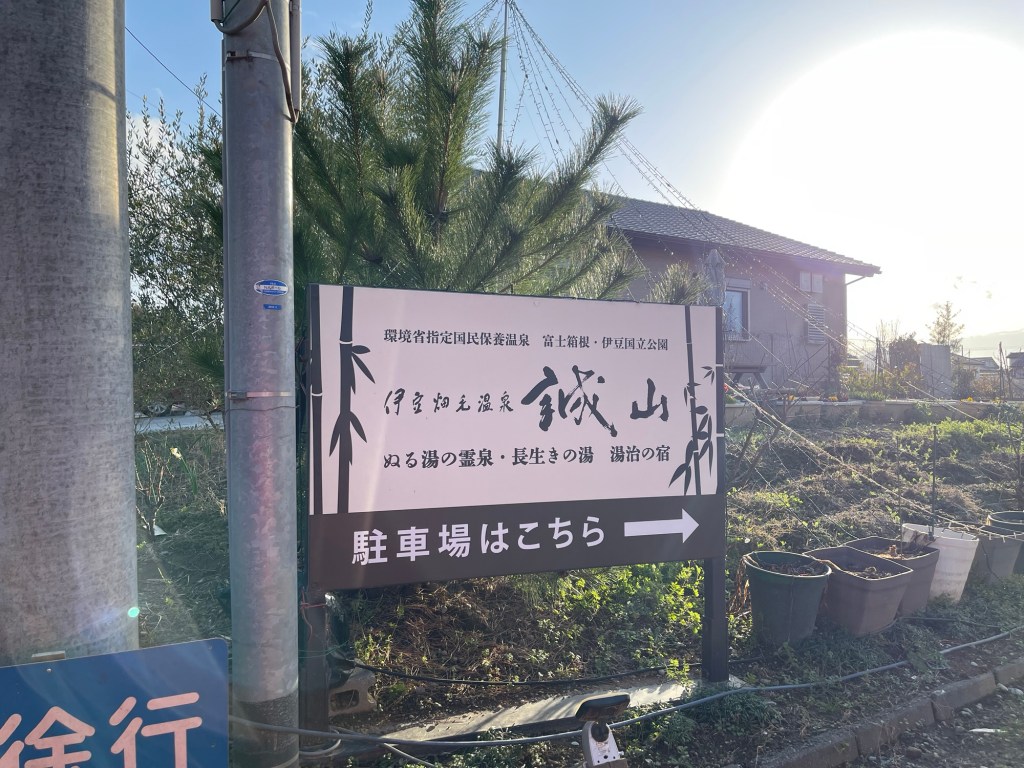 環境省指定国民保養温泉 富士箱根・伊豆国立公園
伊豆畑毛温泉 誠山
ぬる湯の霊泉・長生きの湯 湯治の宿
駐車場はこちら
徐行